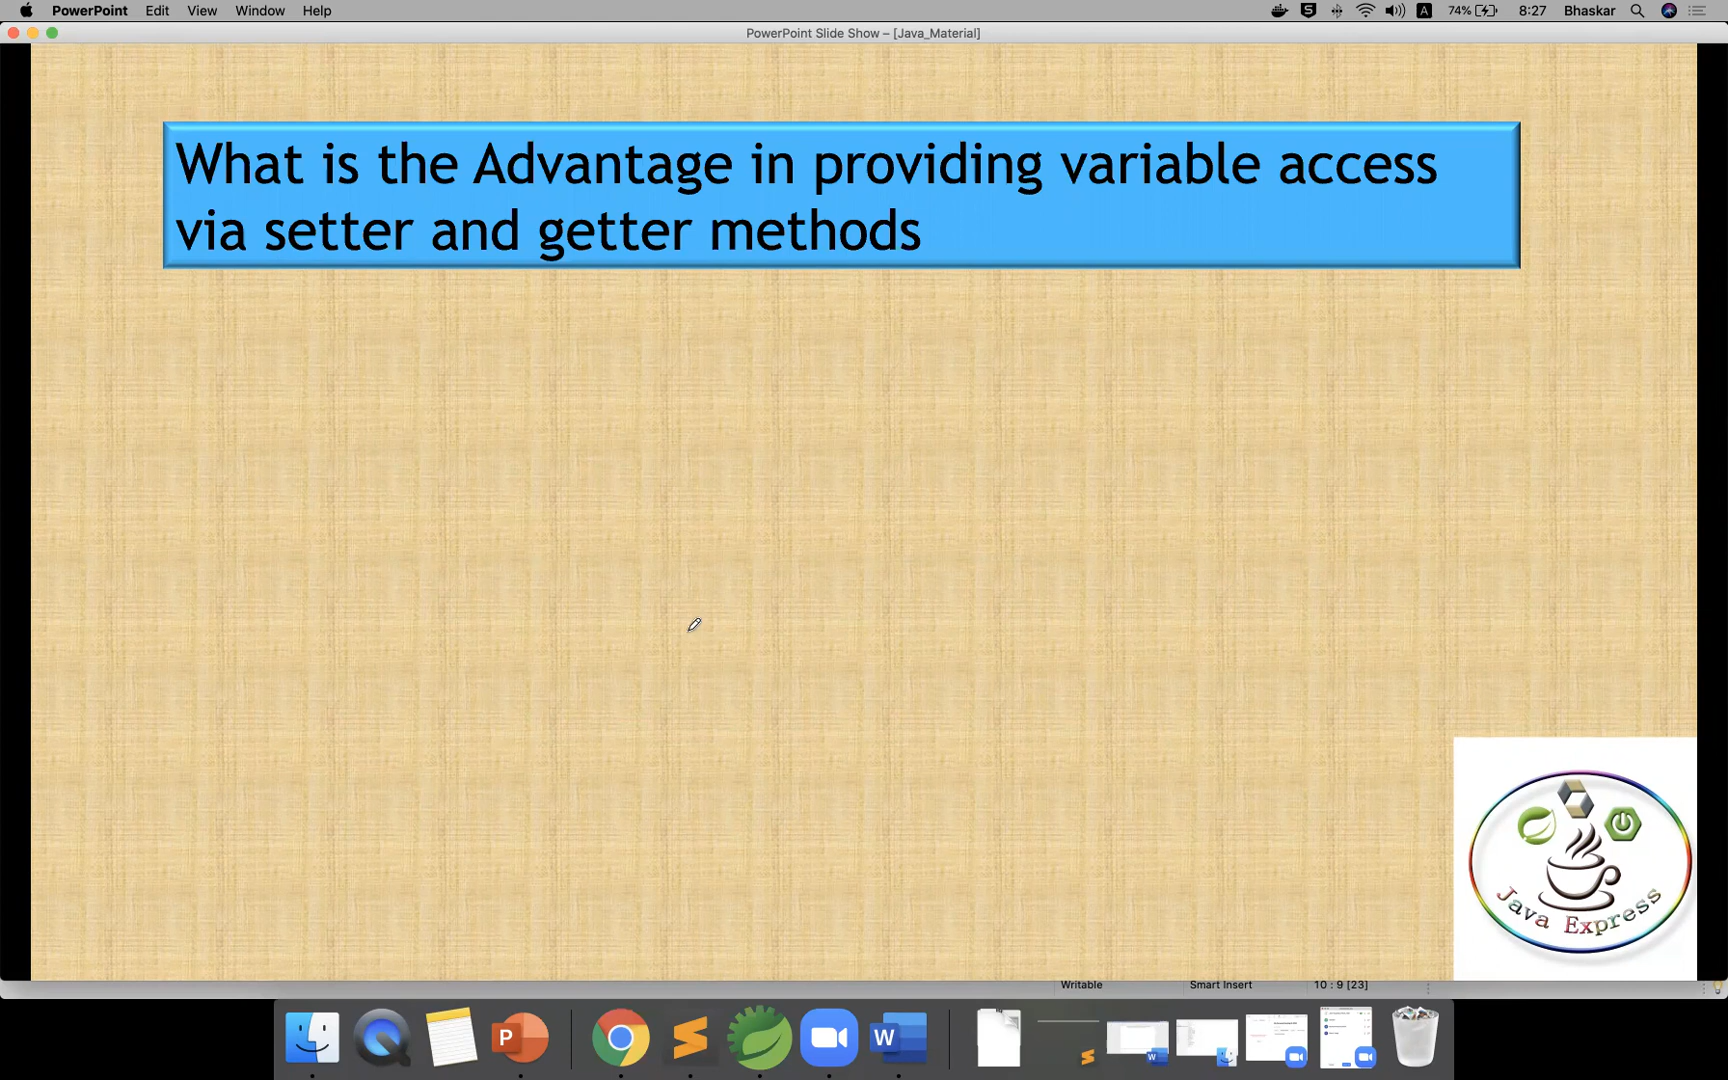 PowerPoint Edit View Window Help
74% 8:27 Bhaskar
PowerPoint Slide Show – [Java_Material]
What is the Advantage in providing variable access
via setter and getter methods
Java Express
Writable Smart Insert 10 : 9 [23]